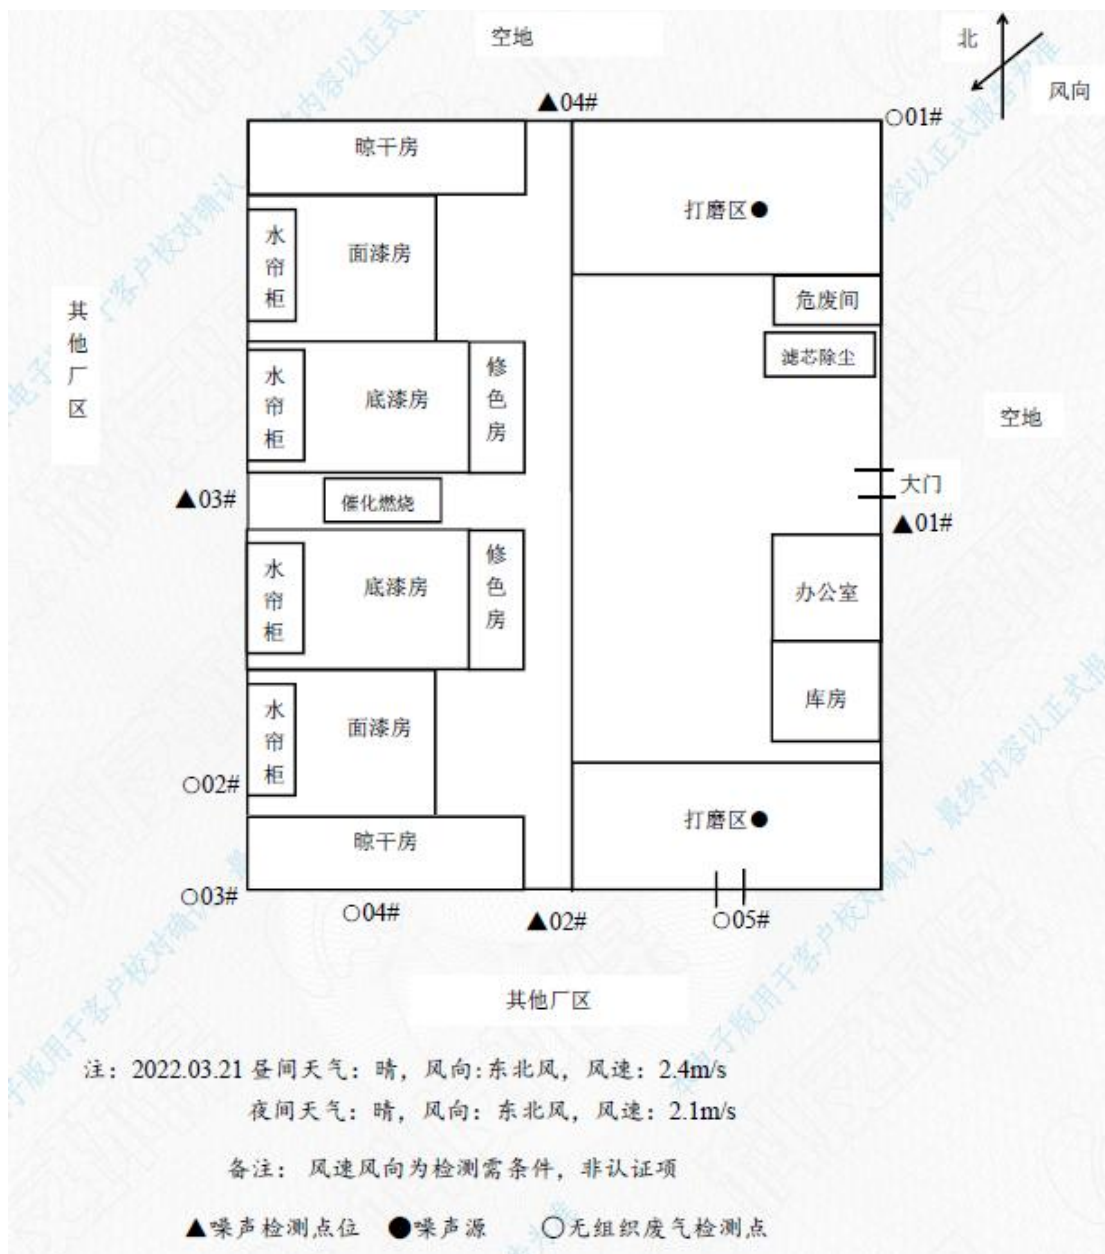 空地
北
风向
▲04#
○01#
晾干房
打磨区●
水帘柜
面漆房
危废间
滤芯除尘
其他厂区
水帘柜
底漆房
修色房
空地
▲03#
催化燃烧
大门
▲01#
水帘柜
底漆房
修色房
办公室
水帘柜
面漆房
库房
○02#
打磨区●
晾干房
○03#
○04#
▲02#
○05#
其他厂区
注：2022.03.21 昼间天气：晴，风向:东北风，风速：2.4m/s
夜间天气：晴，风向：东北风，风速：2.1m/s
备注： 风速风向为检测需条件，非认证项
▲噪声检测点位 ●噪声源 ○无组织废气检测点